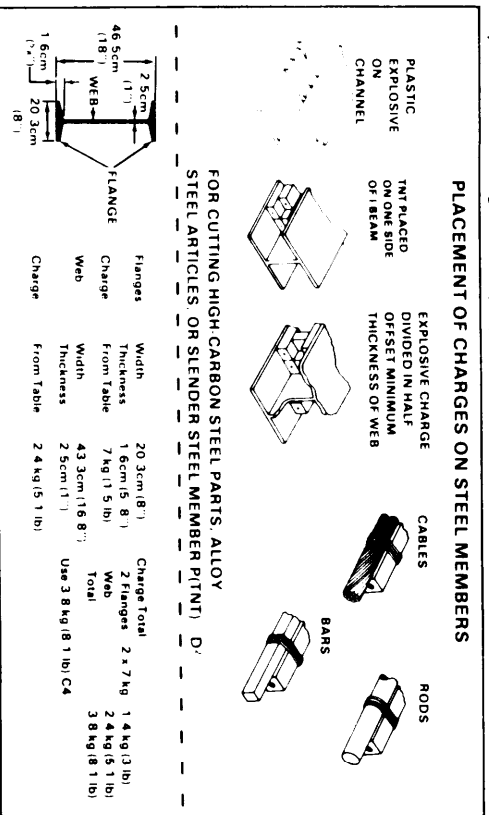 PLACEMENT OF CHARGES ON STEEL MEMBERS
PLASTIC
EXPLOSIVE
ON
CHANNEL
TNT PLACED
ON ONE SIDE
OF I BEAM
EXPLOSIVE CHARGE
DIVIDED IN HALF
OFFSET MINIMUM
THICKNESS OF WEB
CABLES
BARS
RODS
FOR CUTTING HIGH-CARBON STEEL PARTS, ALLOY
STEEL ARTICLES, OR SLENDER STEEL MEMBER P(TNT) D²
2 5cm
(1")
46 5cm
(18")
WEB
FLANGE
1 6cm
20 3cm
(8")
Flanges Width 20 3cm (8")
Thickness 1 6cm (5 8")
Charge From Table 7 kg (1 5 lb)
Web Width 43 3cm (16 8")
Thickness 2 5cm (1")
Charge From Table 2 4 kg (5 1 lb)
Charge Total
2 Flanges 2 x 7 kg 1 4 kg (3 lb)
Web 2 4 kg (5 1 lb)
Total 3 8 kg (8 1 lb)
Use 3 8 kg (8 1 lb) C4